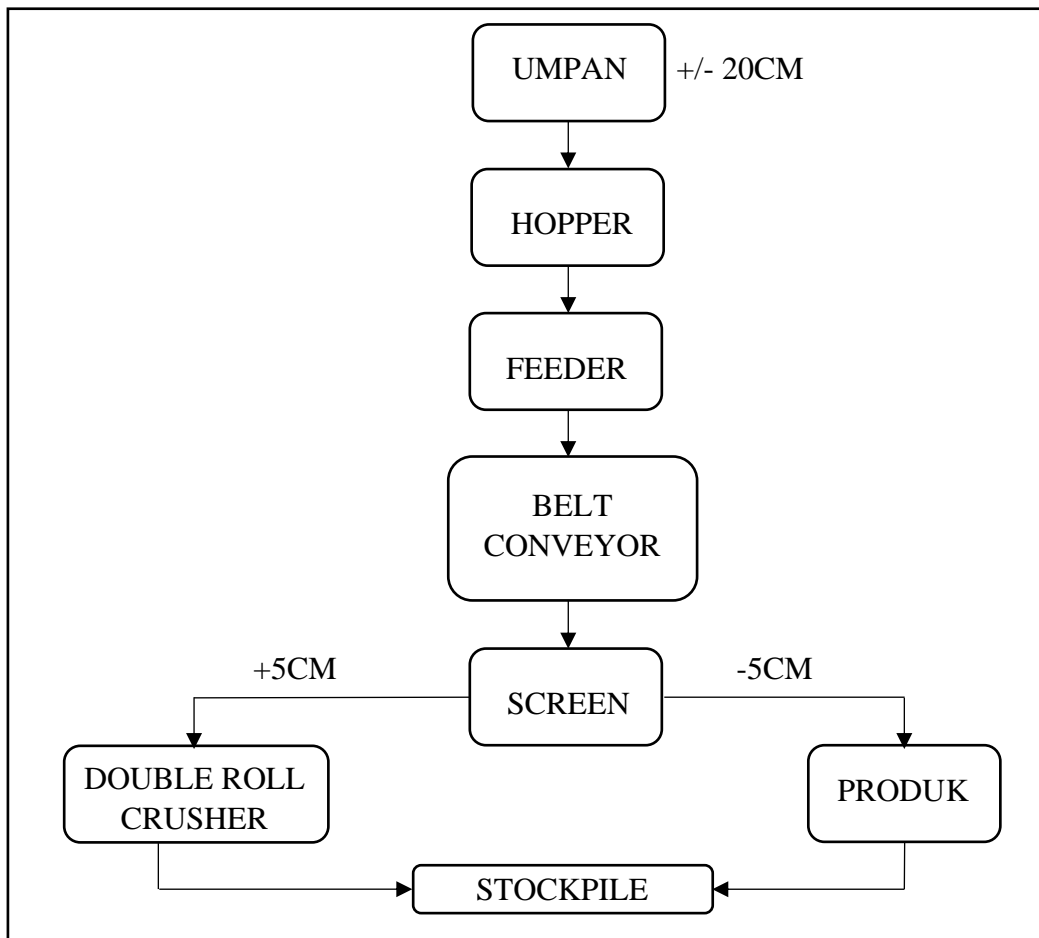 UMPAN
+/- 20CM
HOPPER
FEEDER
BELT
CONVEYOR
+5CM
-5CM
SCREEN
DOUBLE ROLL
CRUSHER
PRODUK
STOCKPILE